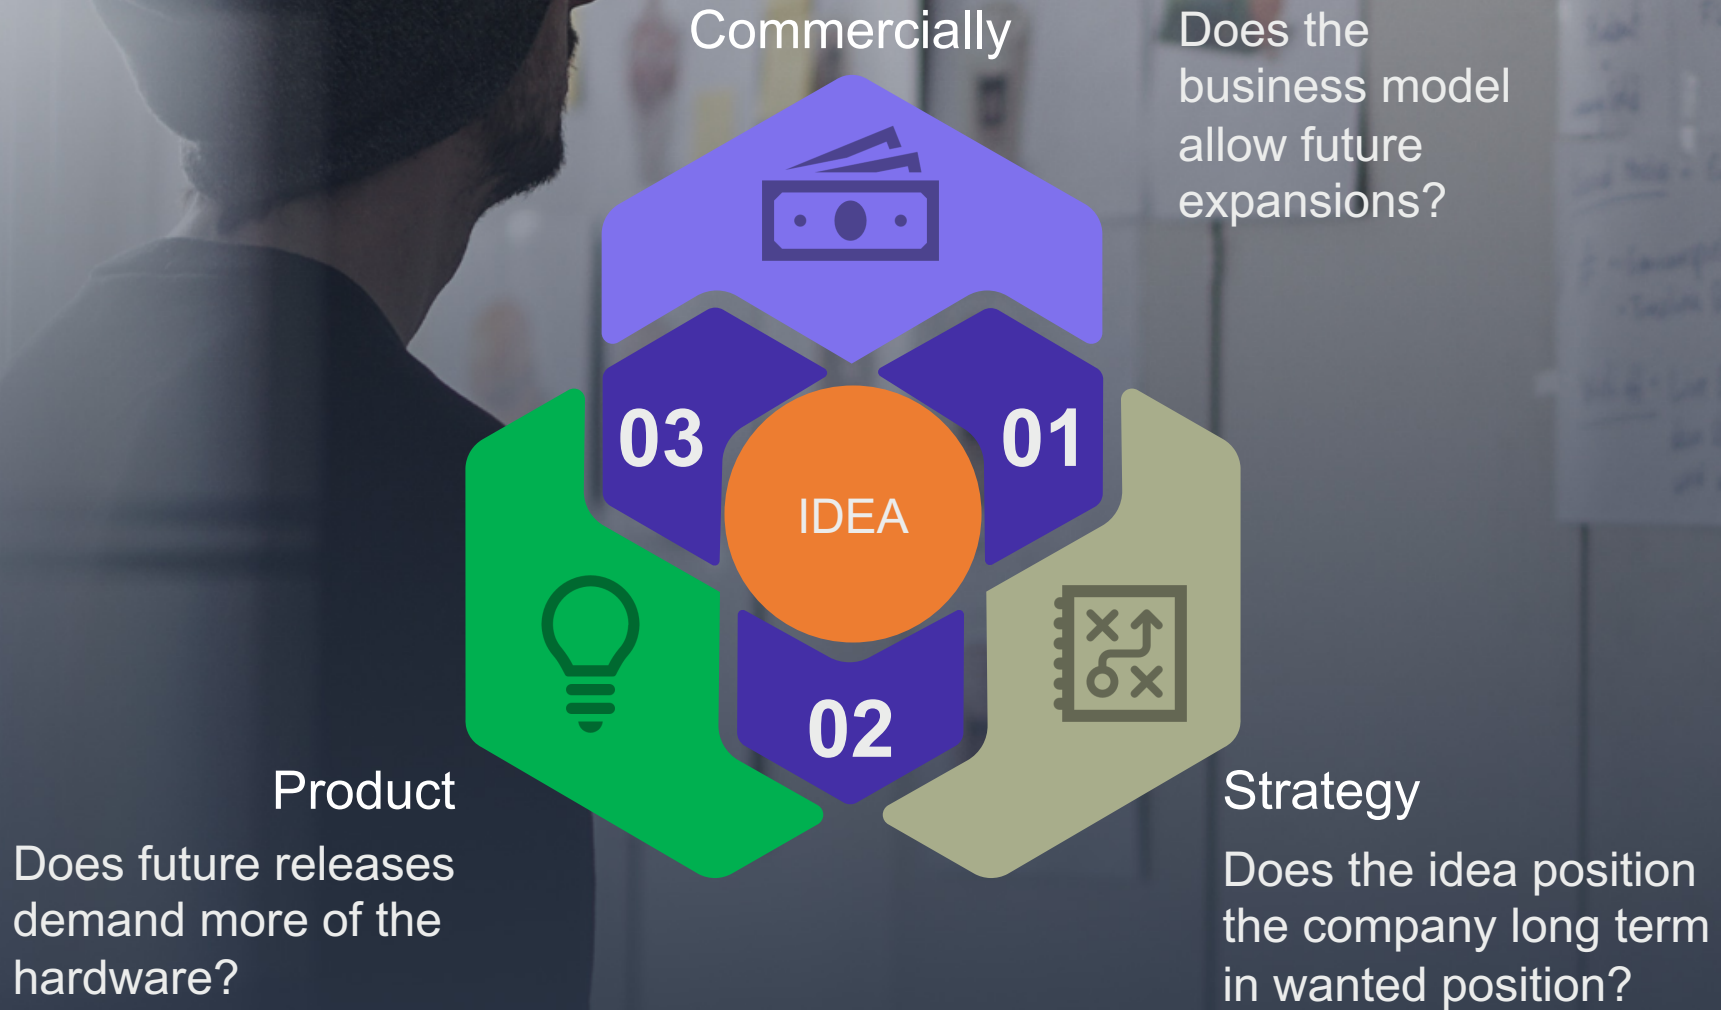 Commercially
Does the
business model
allow future
expansions?
03
01
IDEA
02
Product
Does future releases
demand more of the
hardware?
Strategy
Does the idea position
the company long term
in wanted position?